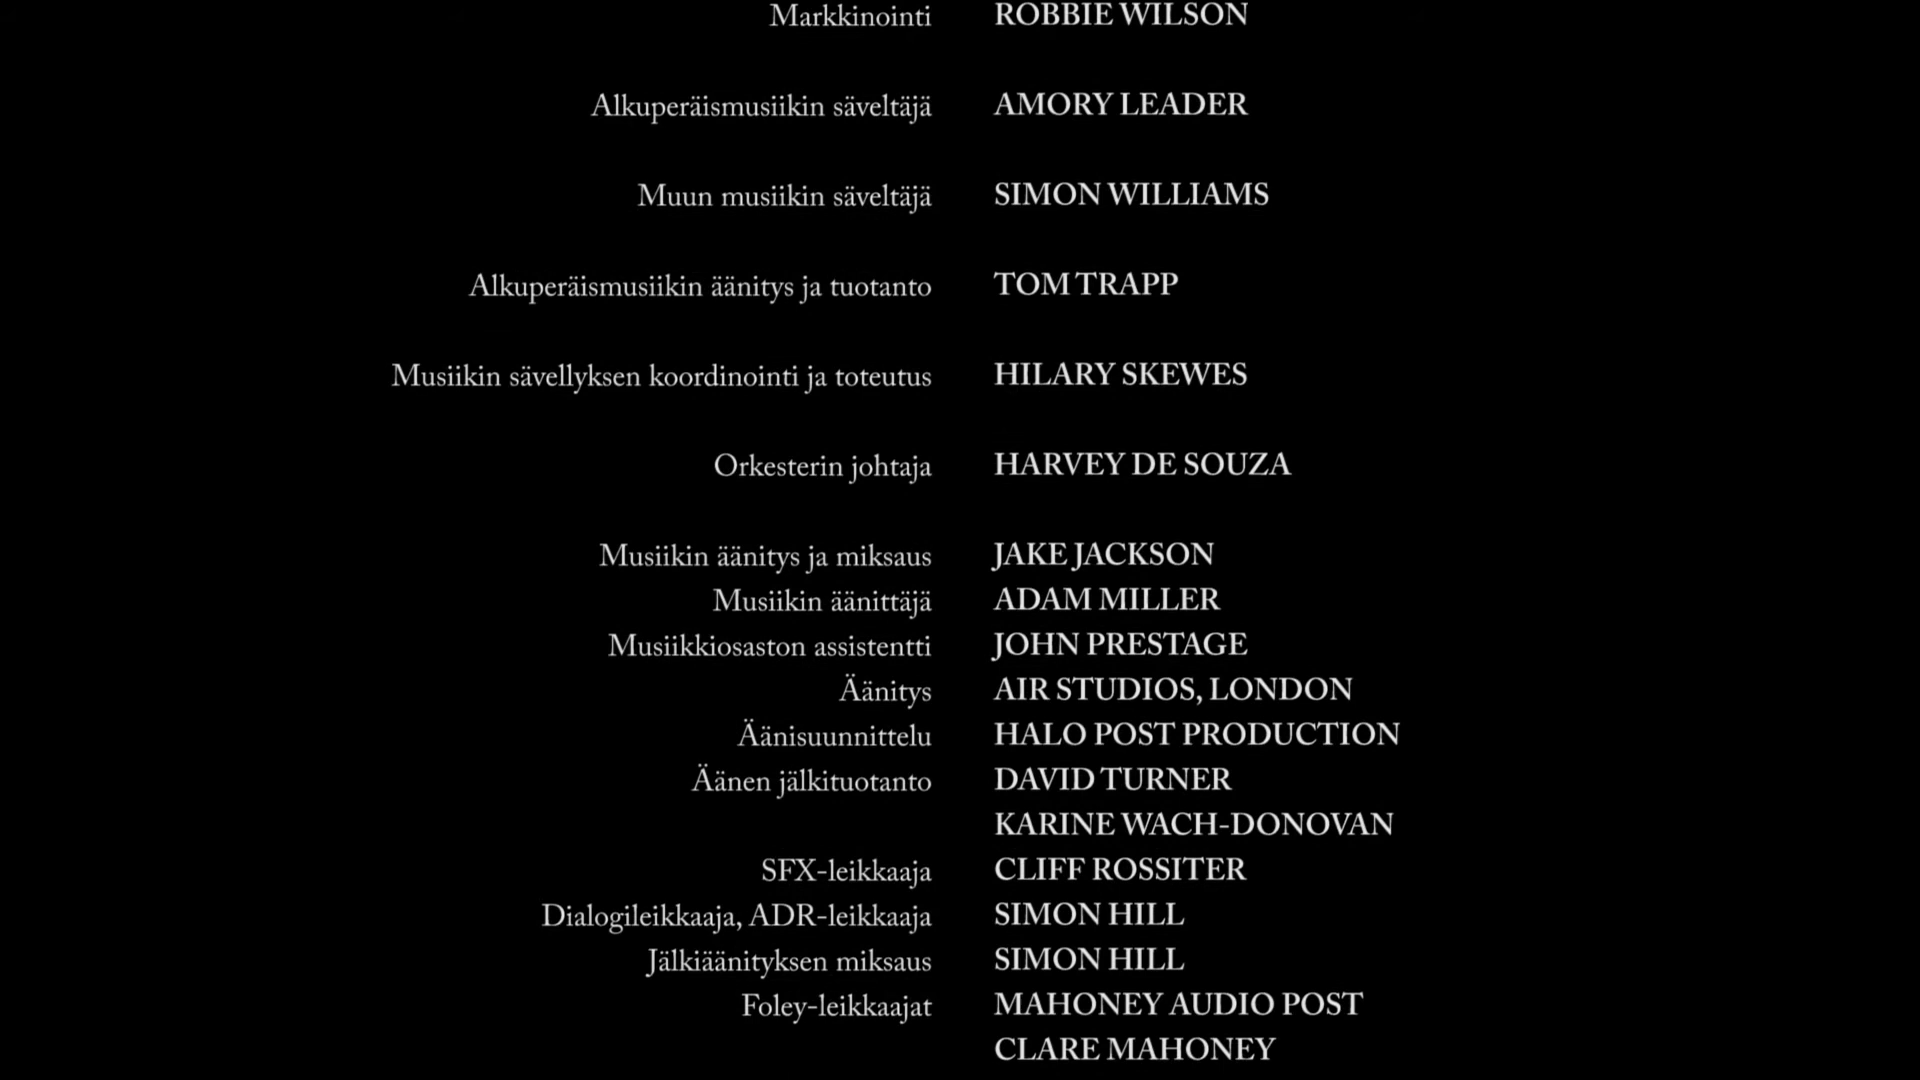 Markkinointi ROBBIE WILSON
Alkuperäismusiikin säveltäjä AMORY LEADER
Muun musiikin säveltäjä SIMON WILLIAMS
Alkuperäismusiikin äänitys ja tuotanto TOM TRAPP
Musiikin sävellyksen koordinointi ja toteutus HILARY SKEWES
Orkesterin johtaja HARVEY DE SOUZA
Musiikin äänitys ja miksaus JAKE JACKSON
Musiikin äänittäjä ADAM MILLER
Musiikkiosaston assistentti JOHN PRESTAGE
Äänitys AIR STUDIOS, LONDON
Äänisuunnittelu HALO POST PRODUCTION
Äänen jälkituotanto DAVID TURNER
KARINE WACH-DONOVAN
SFX-leikkaaja CLIFF ROSSITER
Dialogileikkaaja, ADR-leikkaaja SIMON HILL
Jälkiäänityksen miksaus SIMON HILL
Foley-leikkaajat MAHONEY AUDIO POST
CLARE MAHONEY